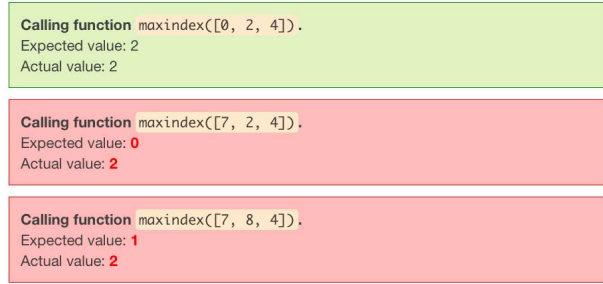 Calling function maxindex([0, 2, 4]).
Expected value: 2
Actual value: 2
Calling function maxindex([7, 2, 4]).
Expected value: 0
Actual value: 2
Calling function maxindex([7, 8, 4]).
Expected value: 1
Actual value: 2